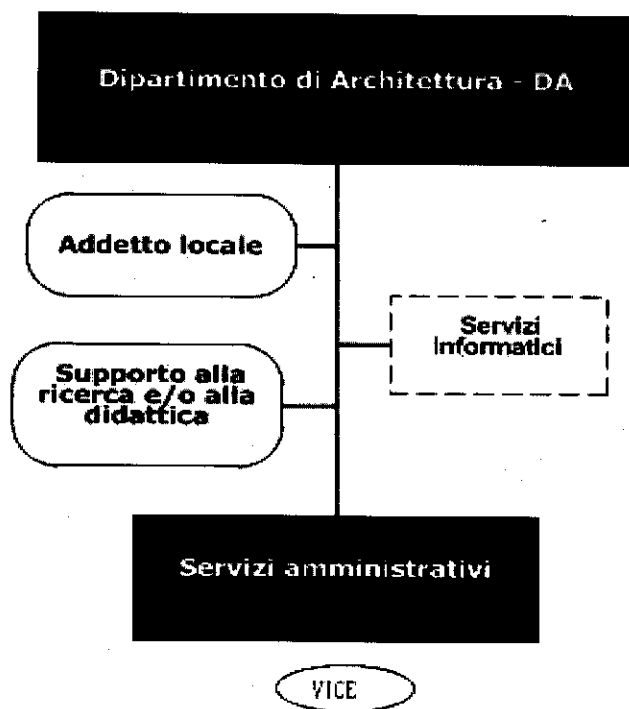 Dipartimento di Architettura - DA
Addetto locale
Servizi
informatici
Supporto alla
ricerca e/o alla
didattica
Servizi amministrativi
VICE